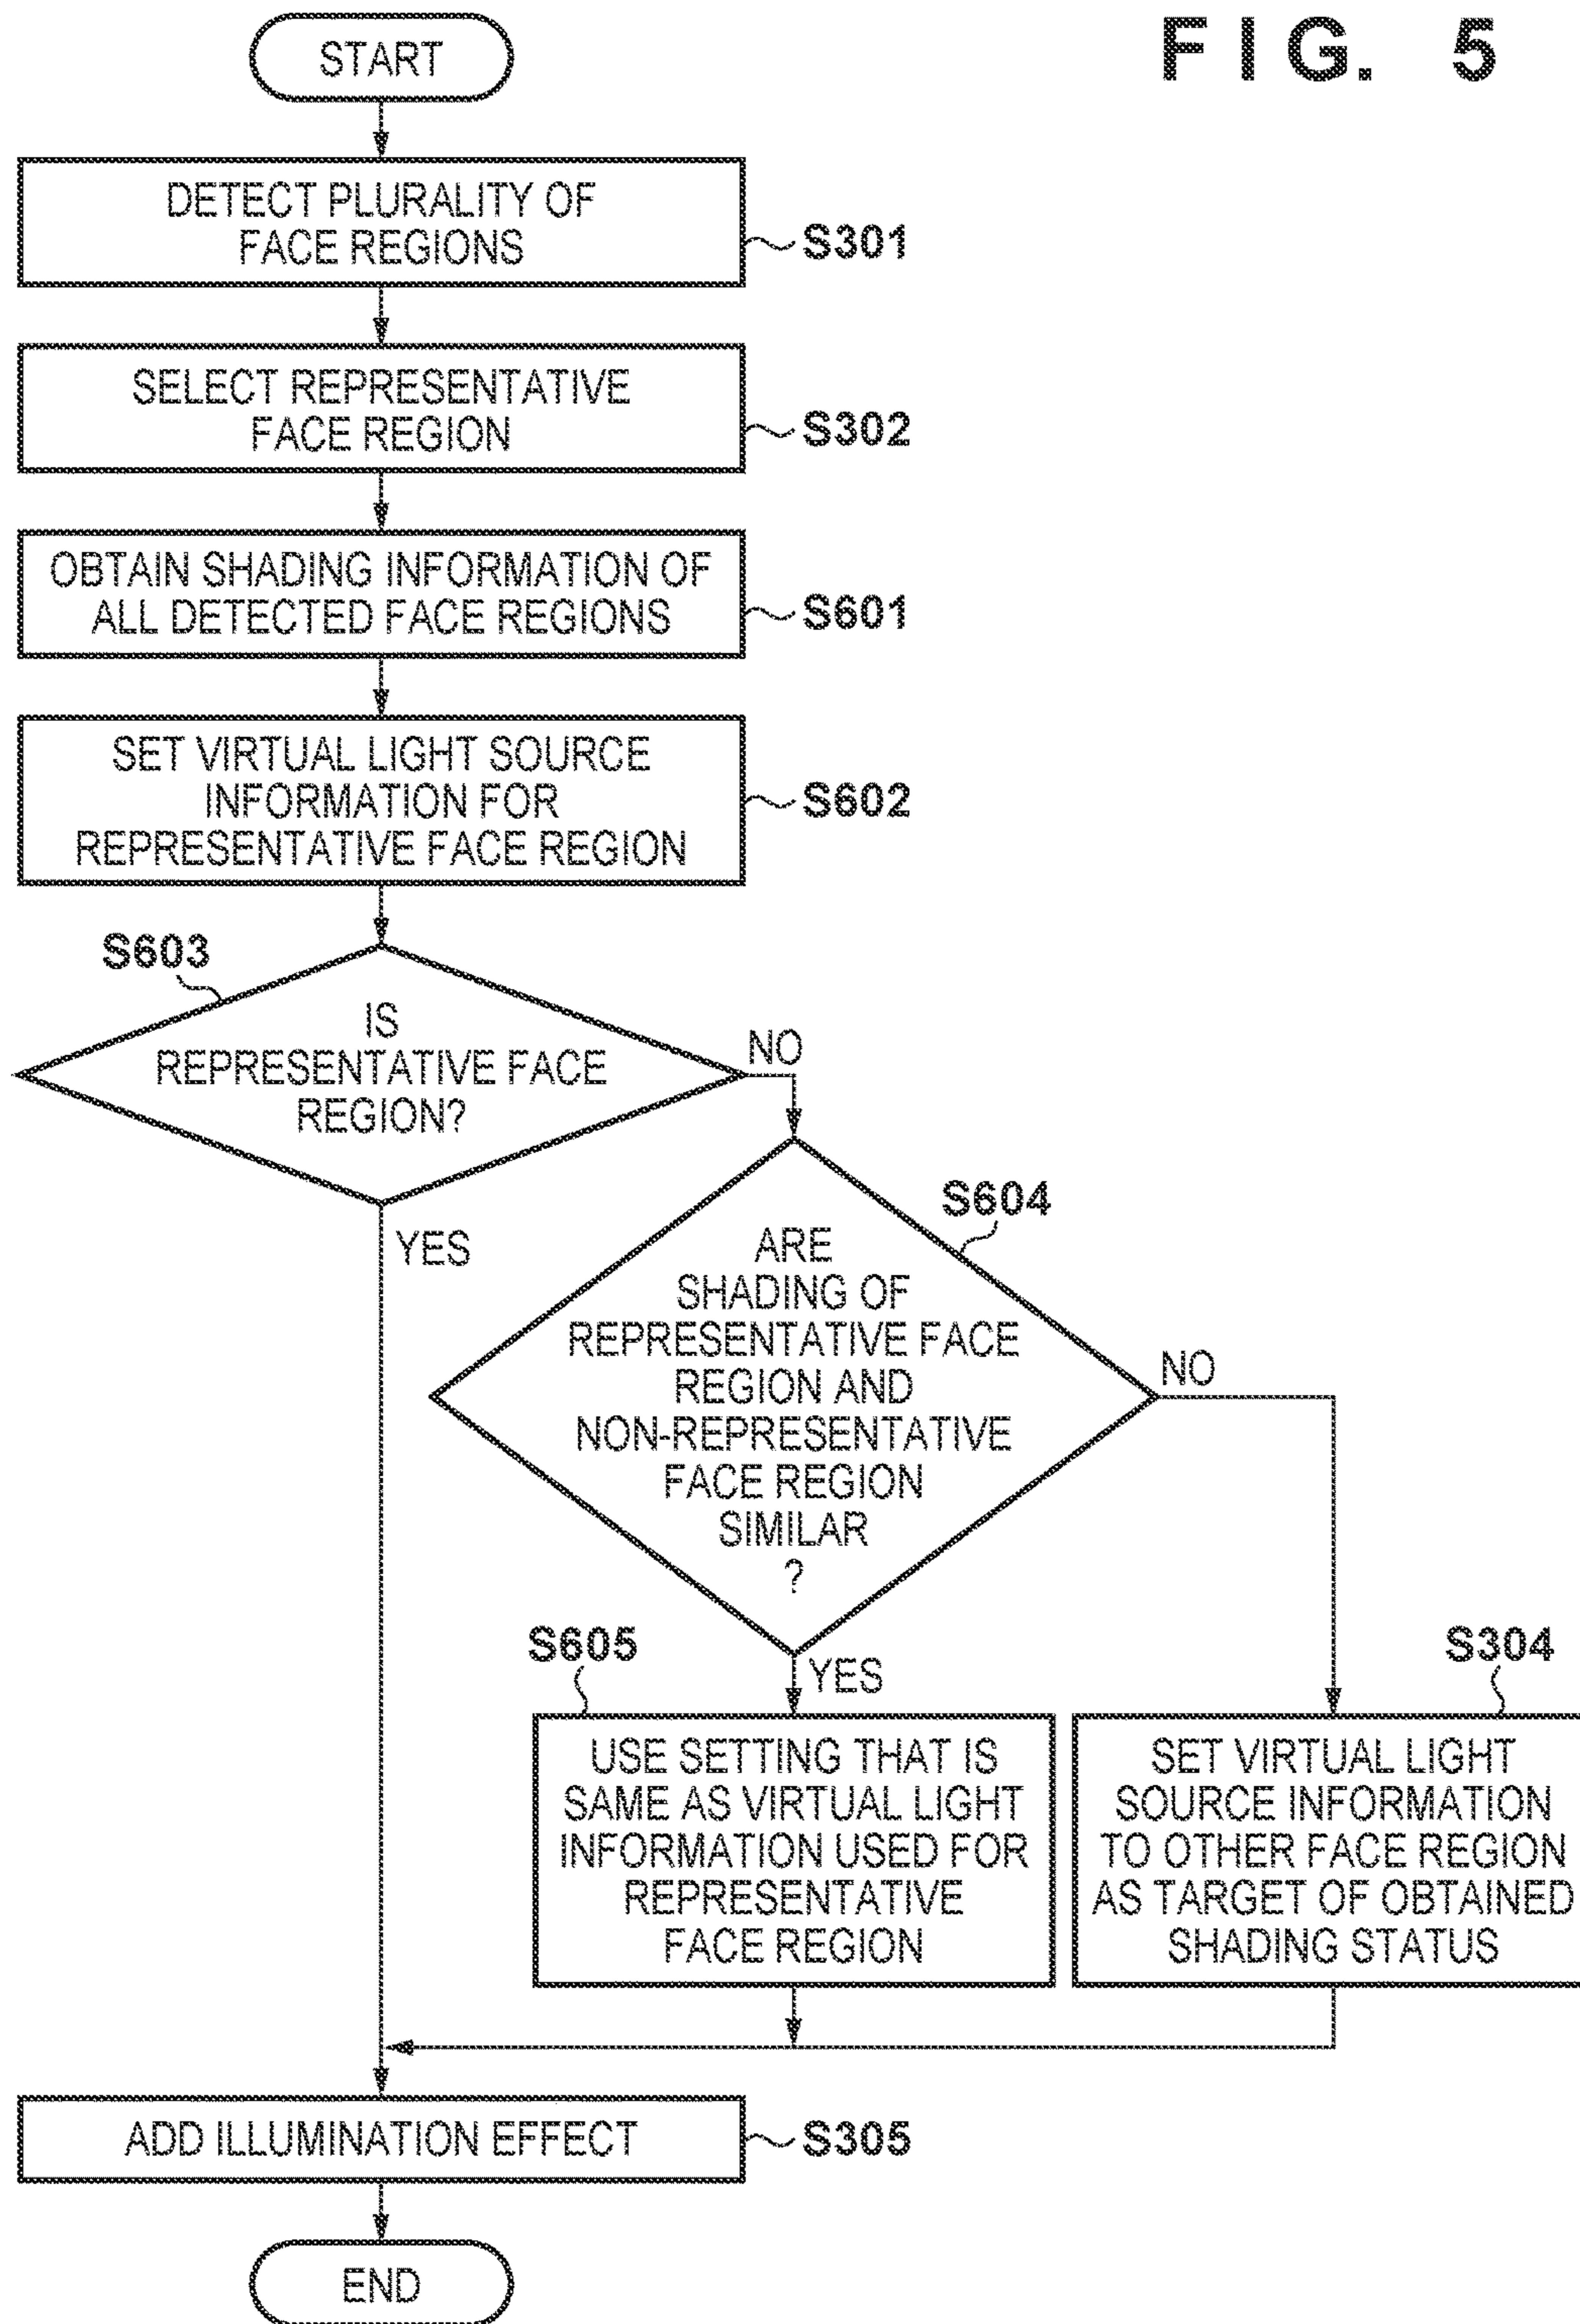 FIG. 5
START
DETECT PLURALITY OF
FACE REGIONS
S301
SELECT REPRESENTATIVE
FACE REGION
S302
OBTAIN SHADING INFORMATION OF
ALL DETECTED FACE REGIONS
S601
SET VIRTUAL LIGHT SOURCE
INFORMATION FOR
REPRESENTATIVE FACE REGION
S602
S603
IS
REPRESENTATIVE FACE
REGION?
NO
YES
S604
ARE
SHADING OF
REPRESENTATIVE FACE
REGION AND
NON-REPRESENTATIVE
FACE REGION
SIMILAR
?
NO
YES
S605
USE SETTING THAT IS
SAME AS VIRTUAL LIGHT
INFORMATION USED FOR
REPRESENTATIVE
FACE REGION
S304
SET VIRTUAL LIGHT
SOURCE INFORMATION
TO OTHER FACE REGION
AS TARGET OF OBTAINED
SHADING STATUS
ADD ILLUMINATION EFFECT
S305
END